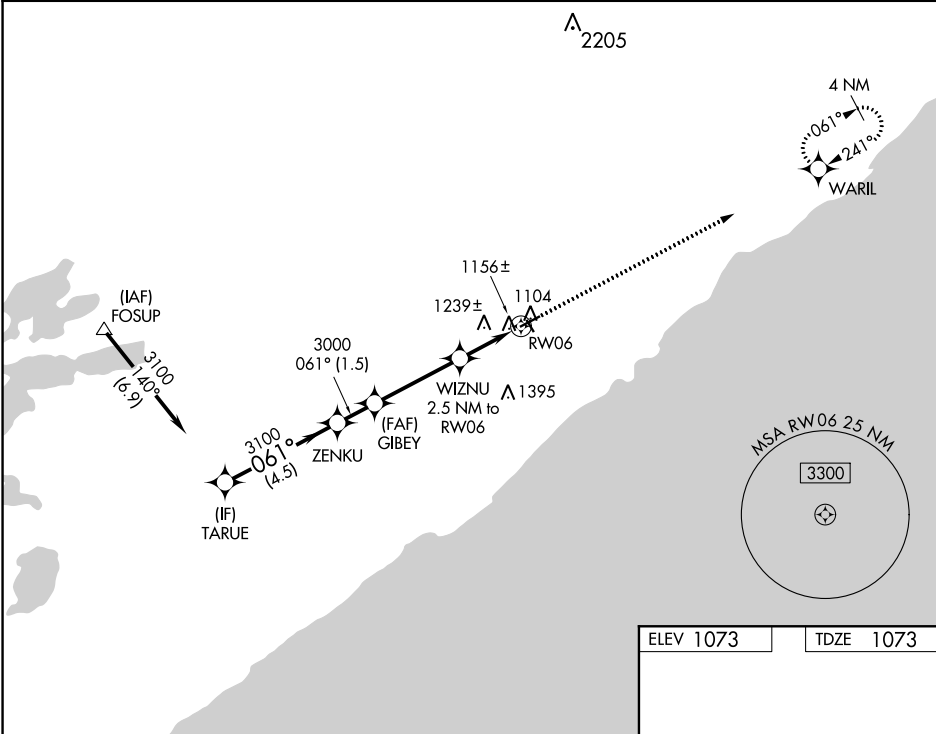 2205
4 NM
061°
241°
WARIL
1156±
1239±
1104
RW06
(IAF)
FOSUP
3100
140°
(6.9)
3000
061° (1.5)
WIZNU
2.5 NM to
RW06
1395
(FAF)
GIBEY
ZENKU
3100
061°
(4.5)
(IF)
TARUE
MSA RW06 25 NM
3300
ELEV 1073
TDZE 1073